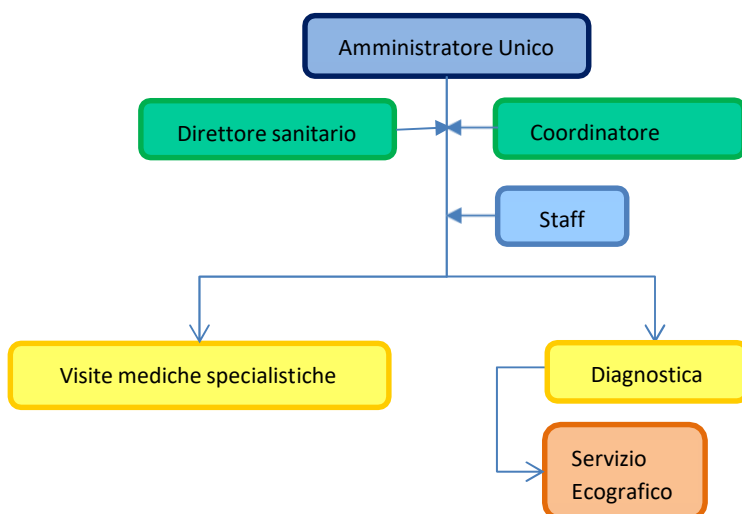 Amministratore Unico
Direttore sanitario
Coordinatore
Staff
Visite mediche specialistiche
Diagnostica
Servizio
Ecografico